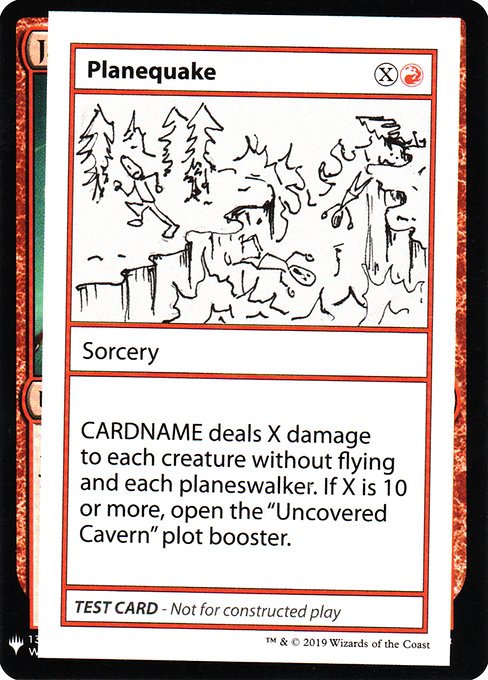 Planequake X
Sorcery
CARDNAME deals X damage
to each creature without flying
and each planeswalker. If X is 10
or more, open the “Uncovered
Cavern” plot booster.
TEST CARD - Not for constructed play
™ & © 2019 Wizards of the Coast